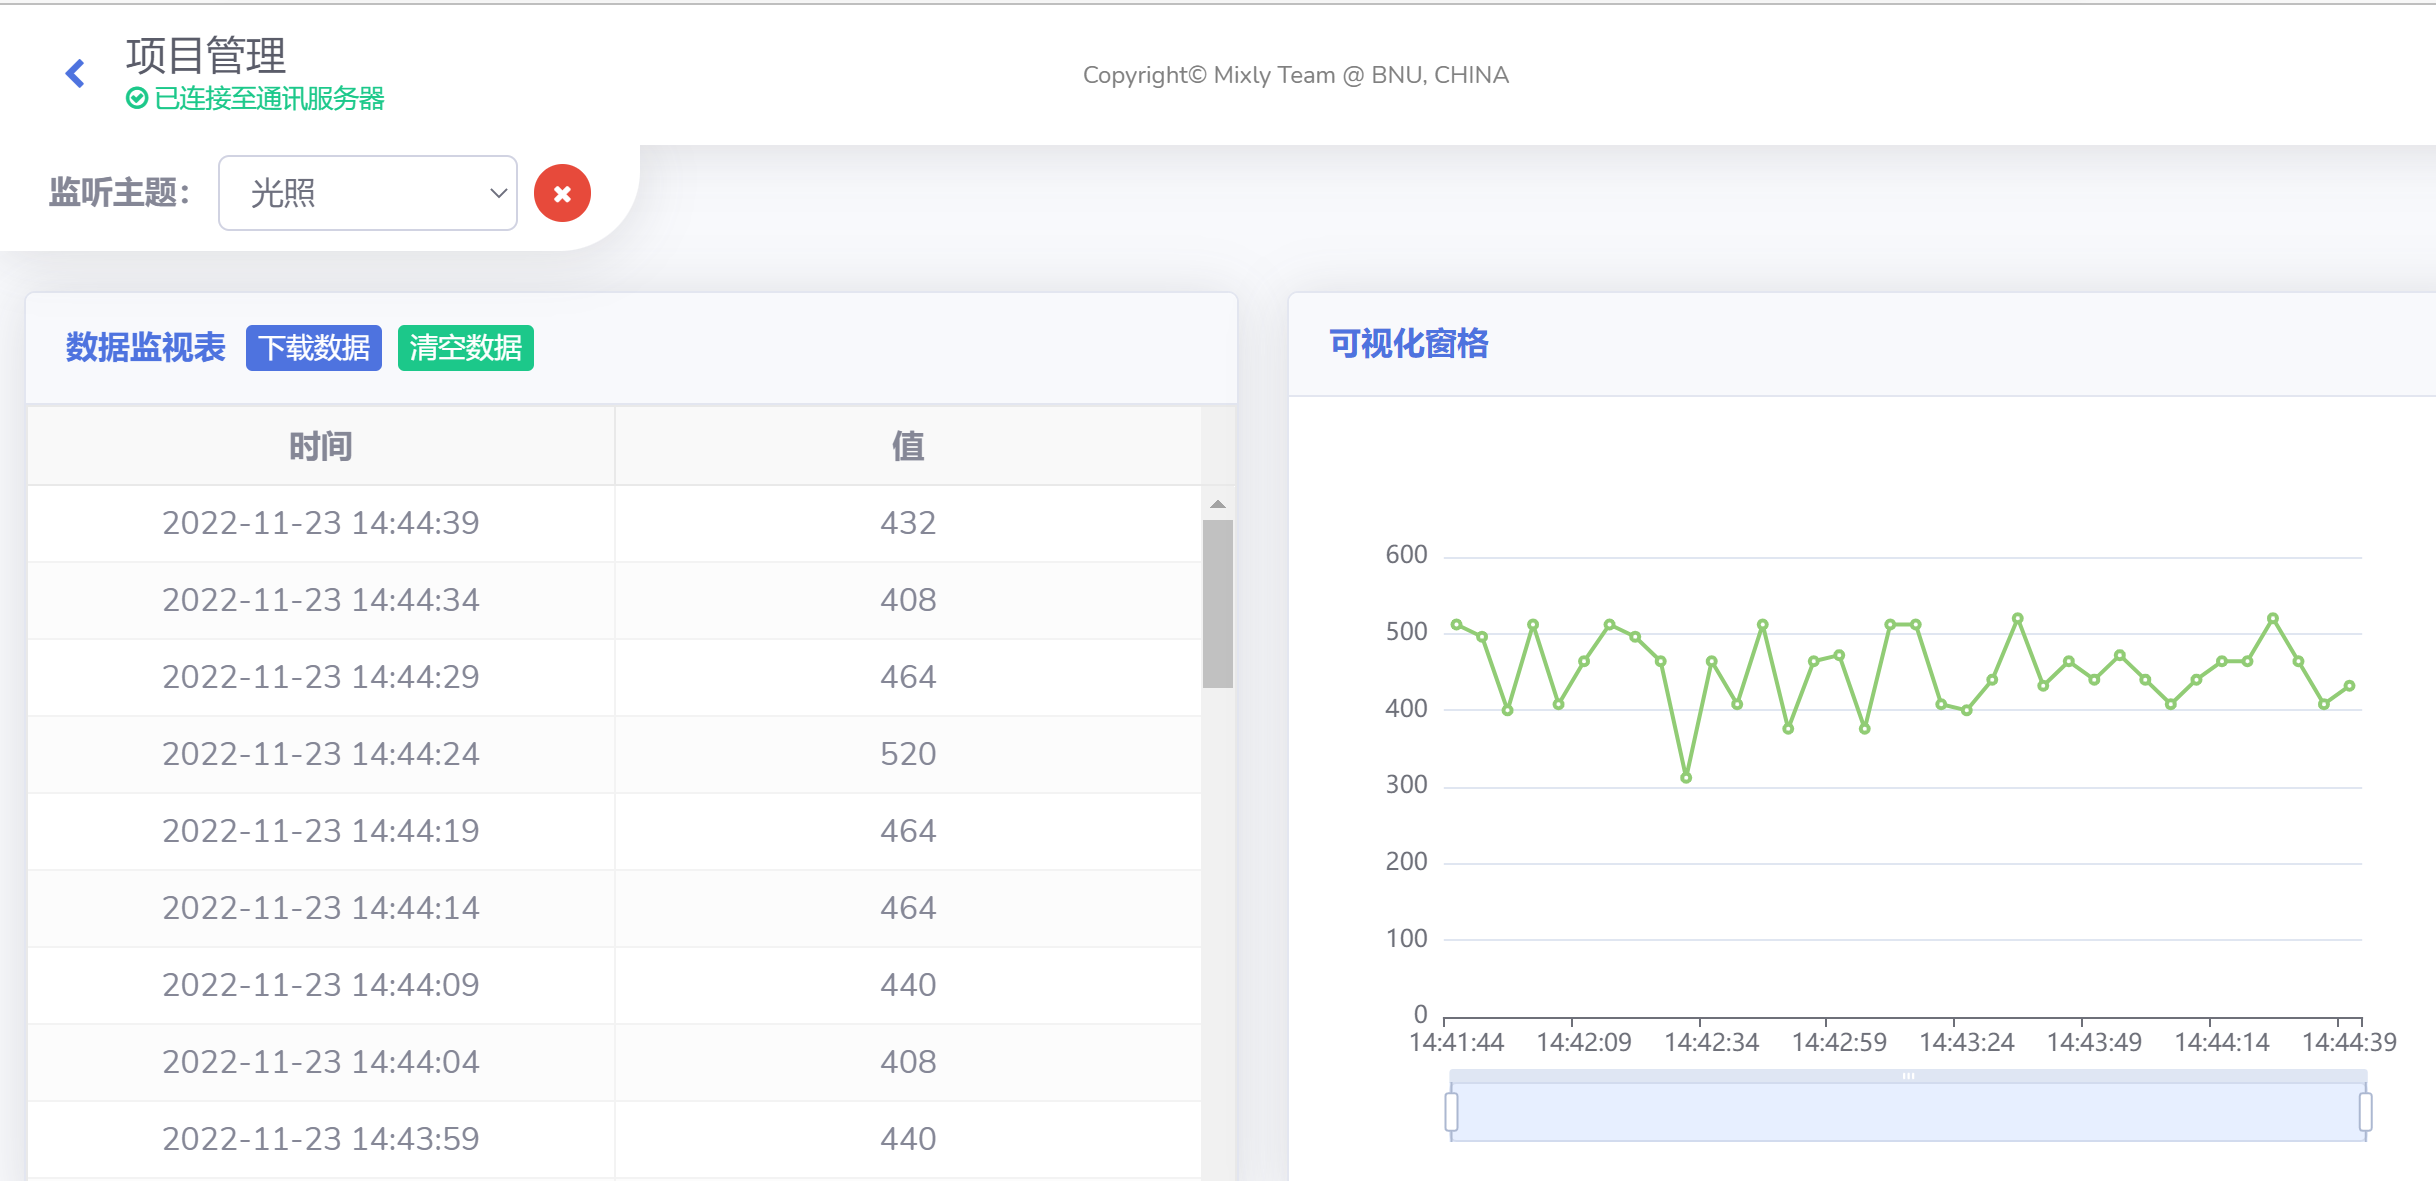 项目管理
已连接至通讯服务器
Copyright© Mixly Team @ BNU, CHINA
监听主题：
光照
数据监视表 下载数据 清空数据
时间 值
2022-11-23 14:44:39 432
2022-11-23 14:44:34 408
2022-11-23 14:44:29 464
2022-11-23 14:44:24 520
2022-11-23 14:44:19 464
2022-11-23 14:44:14 464
2022-11-23 14:44:09 440
2022-11-23 14:44:04 408
2022-11-23 14:43:59 440
可视化窗格
600
500
400
300
200
100
0
14:41:44 14:42:09 14:42:34 14:42:59 14:43:24 14:43:49 14:44:14 14:44:39